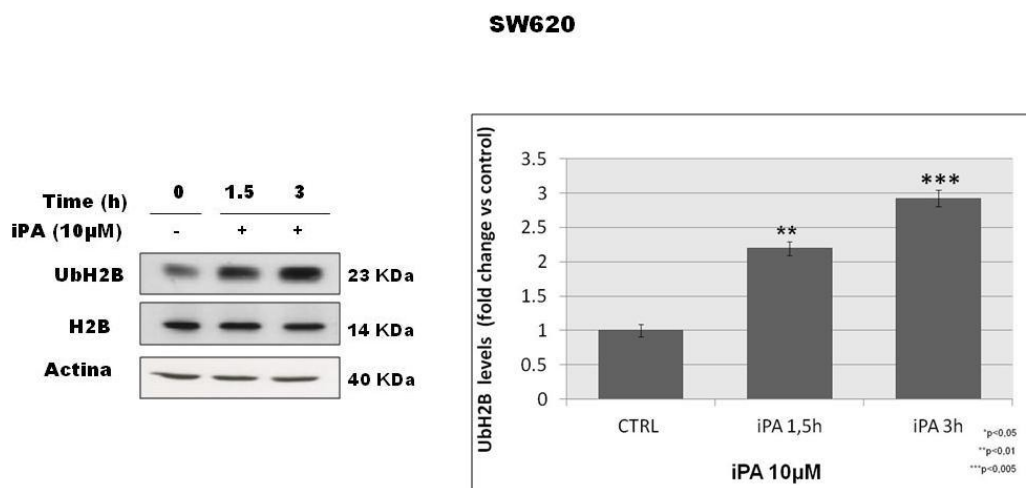 SW620
Time (h) 0 1.5 3
iPA (10µM) - + +
UbH2B 23 KDa
H2B 14 KDa
Actina 40 KDa
UbH2B levels (fold change vs control)
3.5
3
2.5
2
1.5
1
0.5
0
**
***
CTRL iPA 1,5h iPA 3h
iPA 10µM
*p<0,05
**p<0,01
***p<0,005